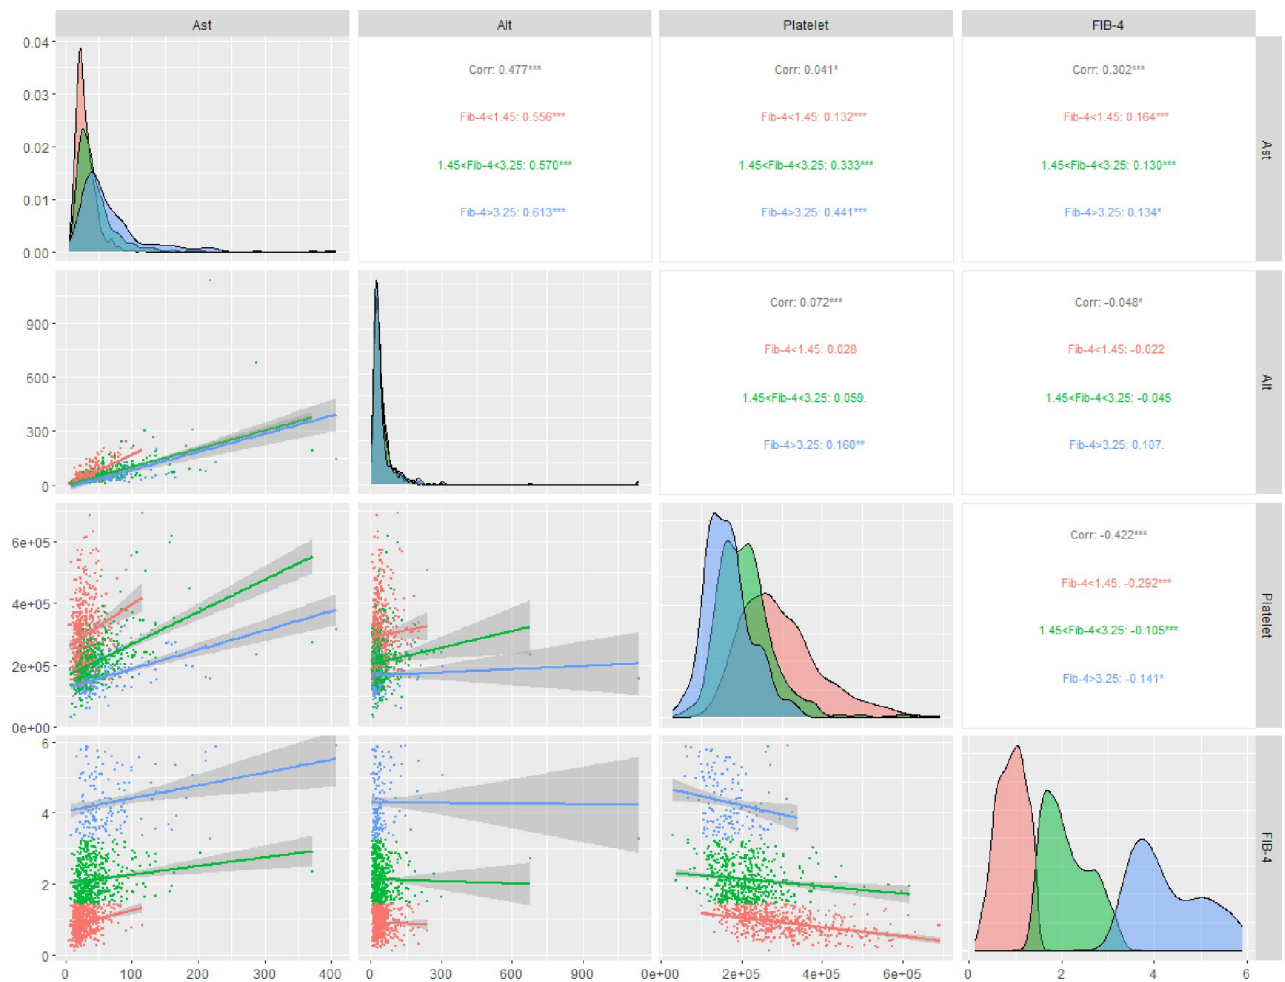 Ast Alt Platelet FIB-4
0.04
0.03
0.02
0.01
0.00
Corr: 0.477***
Fib-4<1.45: 0.556***
1.45<Fib-4<3.25: 0.570***
Fib-4>3.25: 0.613***
Corr: 0.041*
Fib-4<1.45: 0.132***
1.45<Fib-4<3.25: 0.333***
Fib-4>3.25: 0.441***
Corr: 0.302***
Fib-4<1.45: 0.164***
1.45<Fib-4<3.25: 0.130***
Fib-4>3.25: 0.134*
Ast
900
600
300
0
Corr: 0.072***
Fib-4<1.45: 0.028
1.45<Fib-4<3.25: 0.059.
Fib-4>3.25: 0.160**
Corr: -0.048*
Fib-4<1.45: -0.022
1.45<Fib-4<3.25: -0.045
Fib-4>3.25: 0.107.
Alt
6e+05
4e+05
2e+05
0e+00
Corr: -0.422***
Fib-4<1.45: -0.292***
1.45<Fib-4<3.25: -0.105***
Fib-4>3.25: -0.141*
Platelet
6
4
2
0
FIB-4
0 100 200 300 400
0 300 600 900
0e+00 2e+05 4e+05 6e+05
0 2 4 6